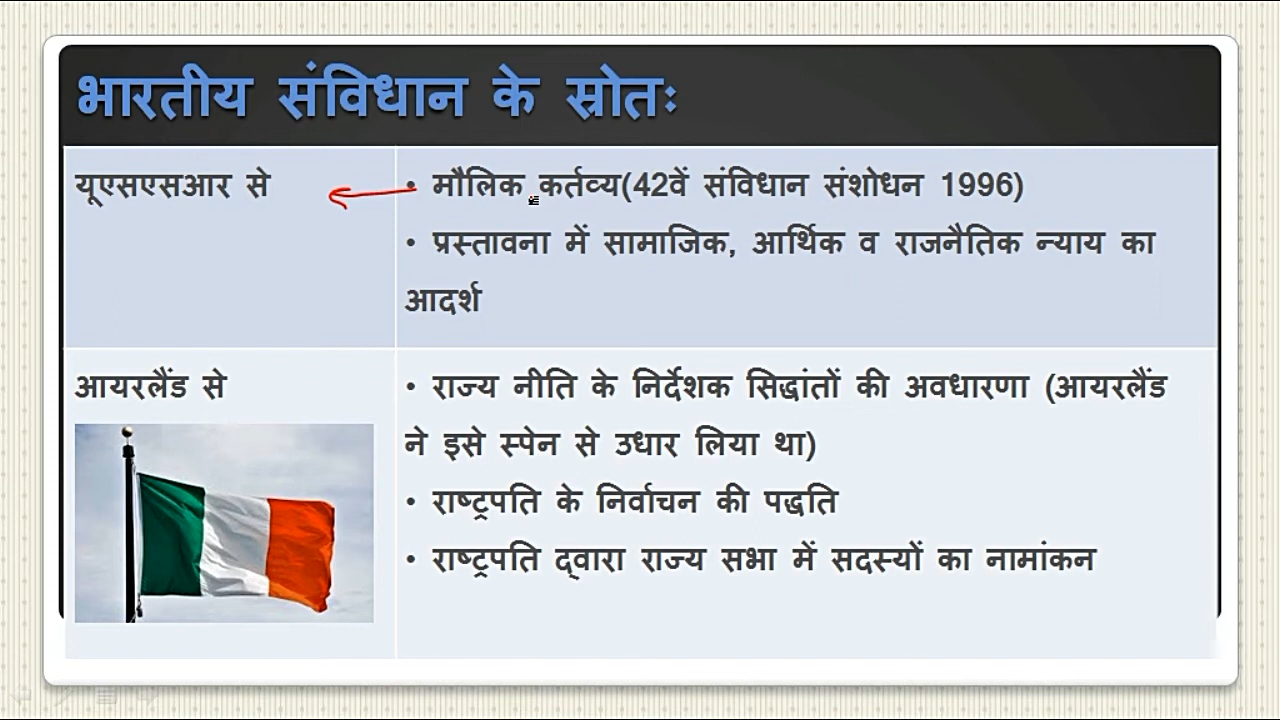 भारतीय संविधान के स्रोतः
यूएसएसआर से
• मौलिक कर्तव्य(42वें संविधान संशोधन 1996)
• प्रस्तावना में सामाजिक, आर्थिक व राजनैतिक न्याय का
आदर्श
आयरलैंड से
• राज्य नीति के निर्देशक सिद्धांतों की अवधारणा (आयरलैंड
ने इसे स्पेन से उधार लिया था)
• राष्ट्रपति के निर्वाचन की पद्धति
• राष्ट्रपति द्वारा राज्य सभा में सदस्यों का नामांकन